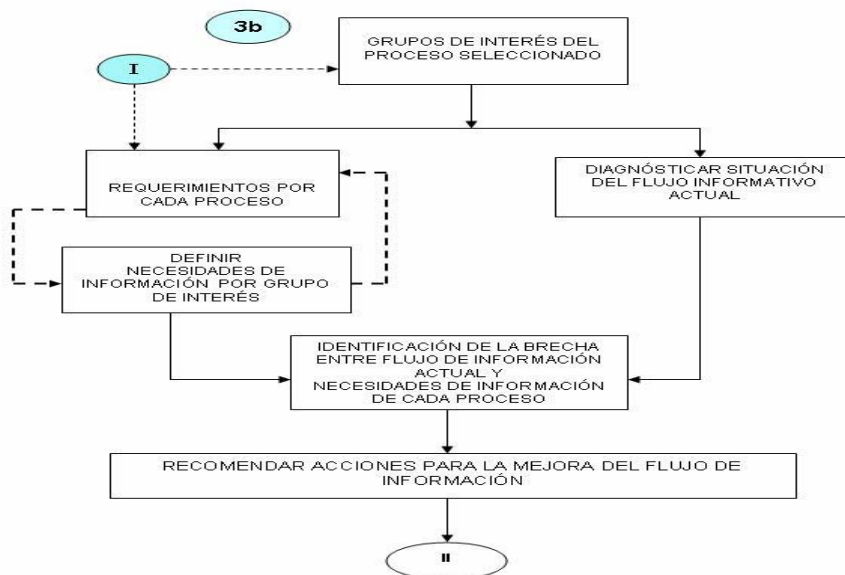 3b
GRUPOS DE INTERÉS DEL
PROCESO SELECCIONADO
I
REQUERIMIENTOS POR
CADA PROCESO
DIAGNÓSTICAR SITUACIÓN
DEL FLUJO INFORMATIVO
ACTUAL
DEFINIR
NECESIDADES DE
INFORMACIÓN POR GRUPO
DE INTERÉS
IDENTIFICACIÓN DE LA BRECHA
ENTRE FLUJO DE INFORMACIÓN
ACTUAL Y
NECESIDADES DE INFORMACIÓN
DE CADA PROCESO
RECOMENDAR ACCIONES PARA LA MEJORA DEL FLUJO DE
INFORMACIÓN
II